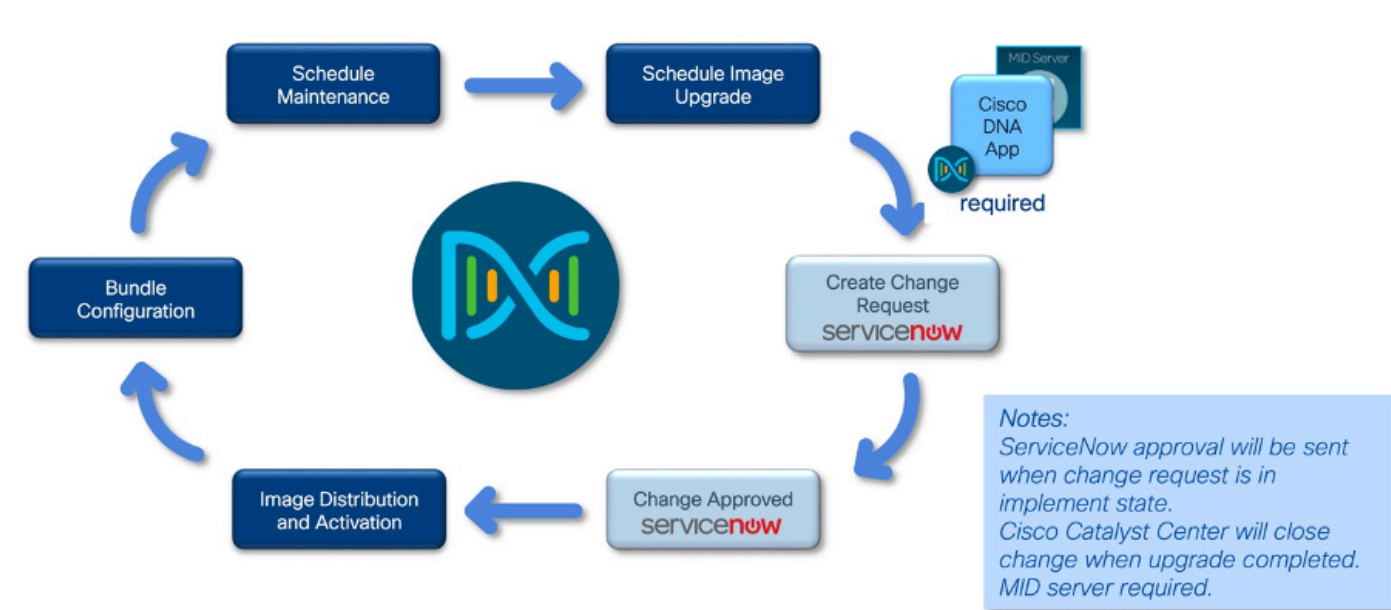 Schedule
Maintenance
Schedule Image
Upgrade
MID Server
Cisco
DNA
App
required
Create Change
Request
servicenow
Bundle
Configuration
Image Distribution
and Activation
Change Approved
servicenow
Notes:
ServiceNow approval will be sent
when change request is in
implement state.
Cisco Catalyst Center will close
change when upgrade completed.
MID server required.